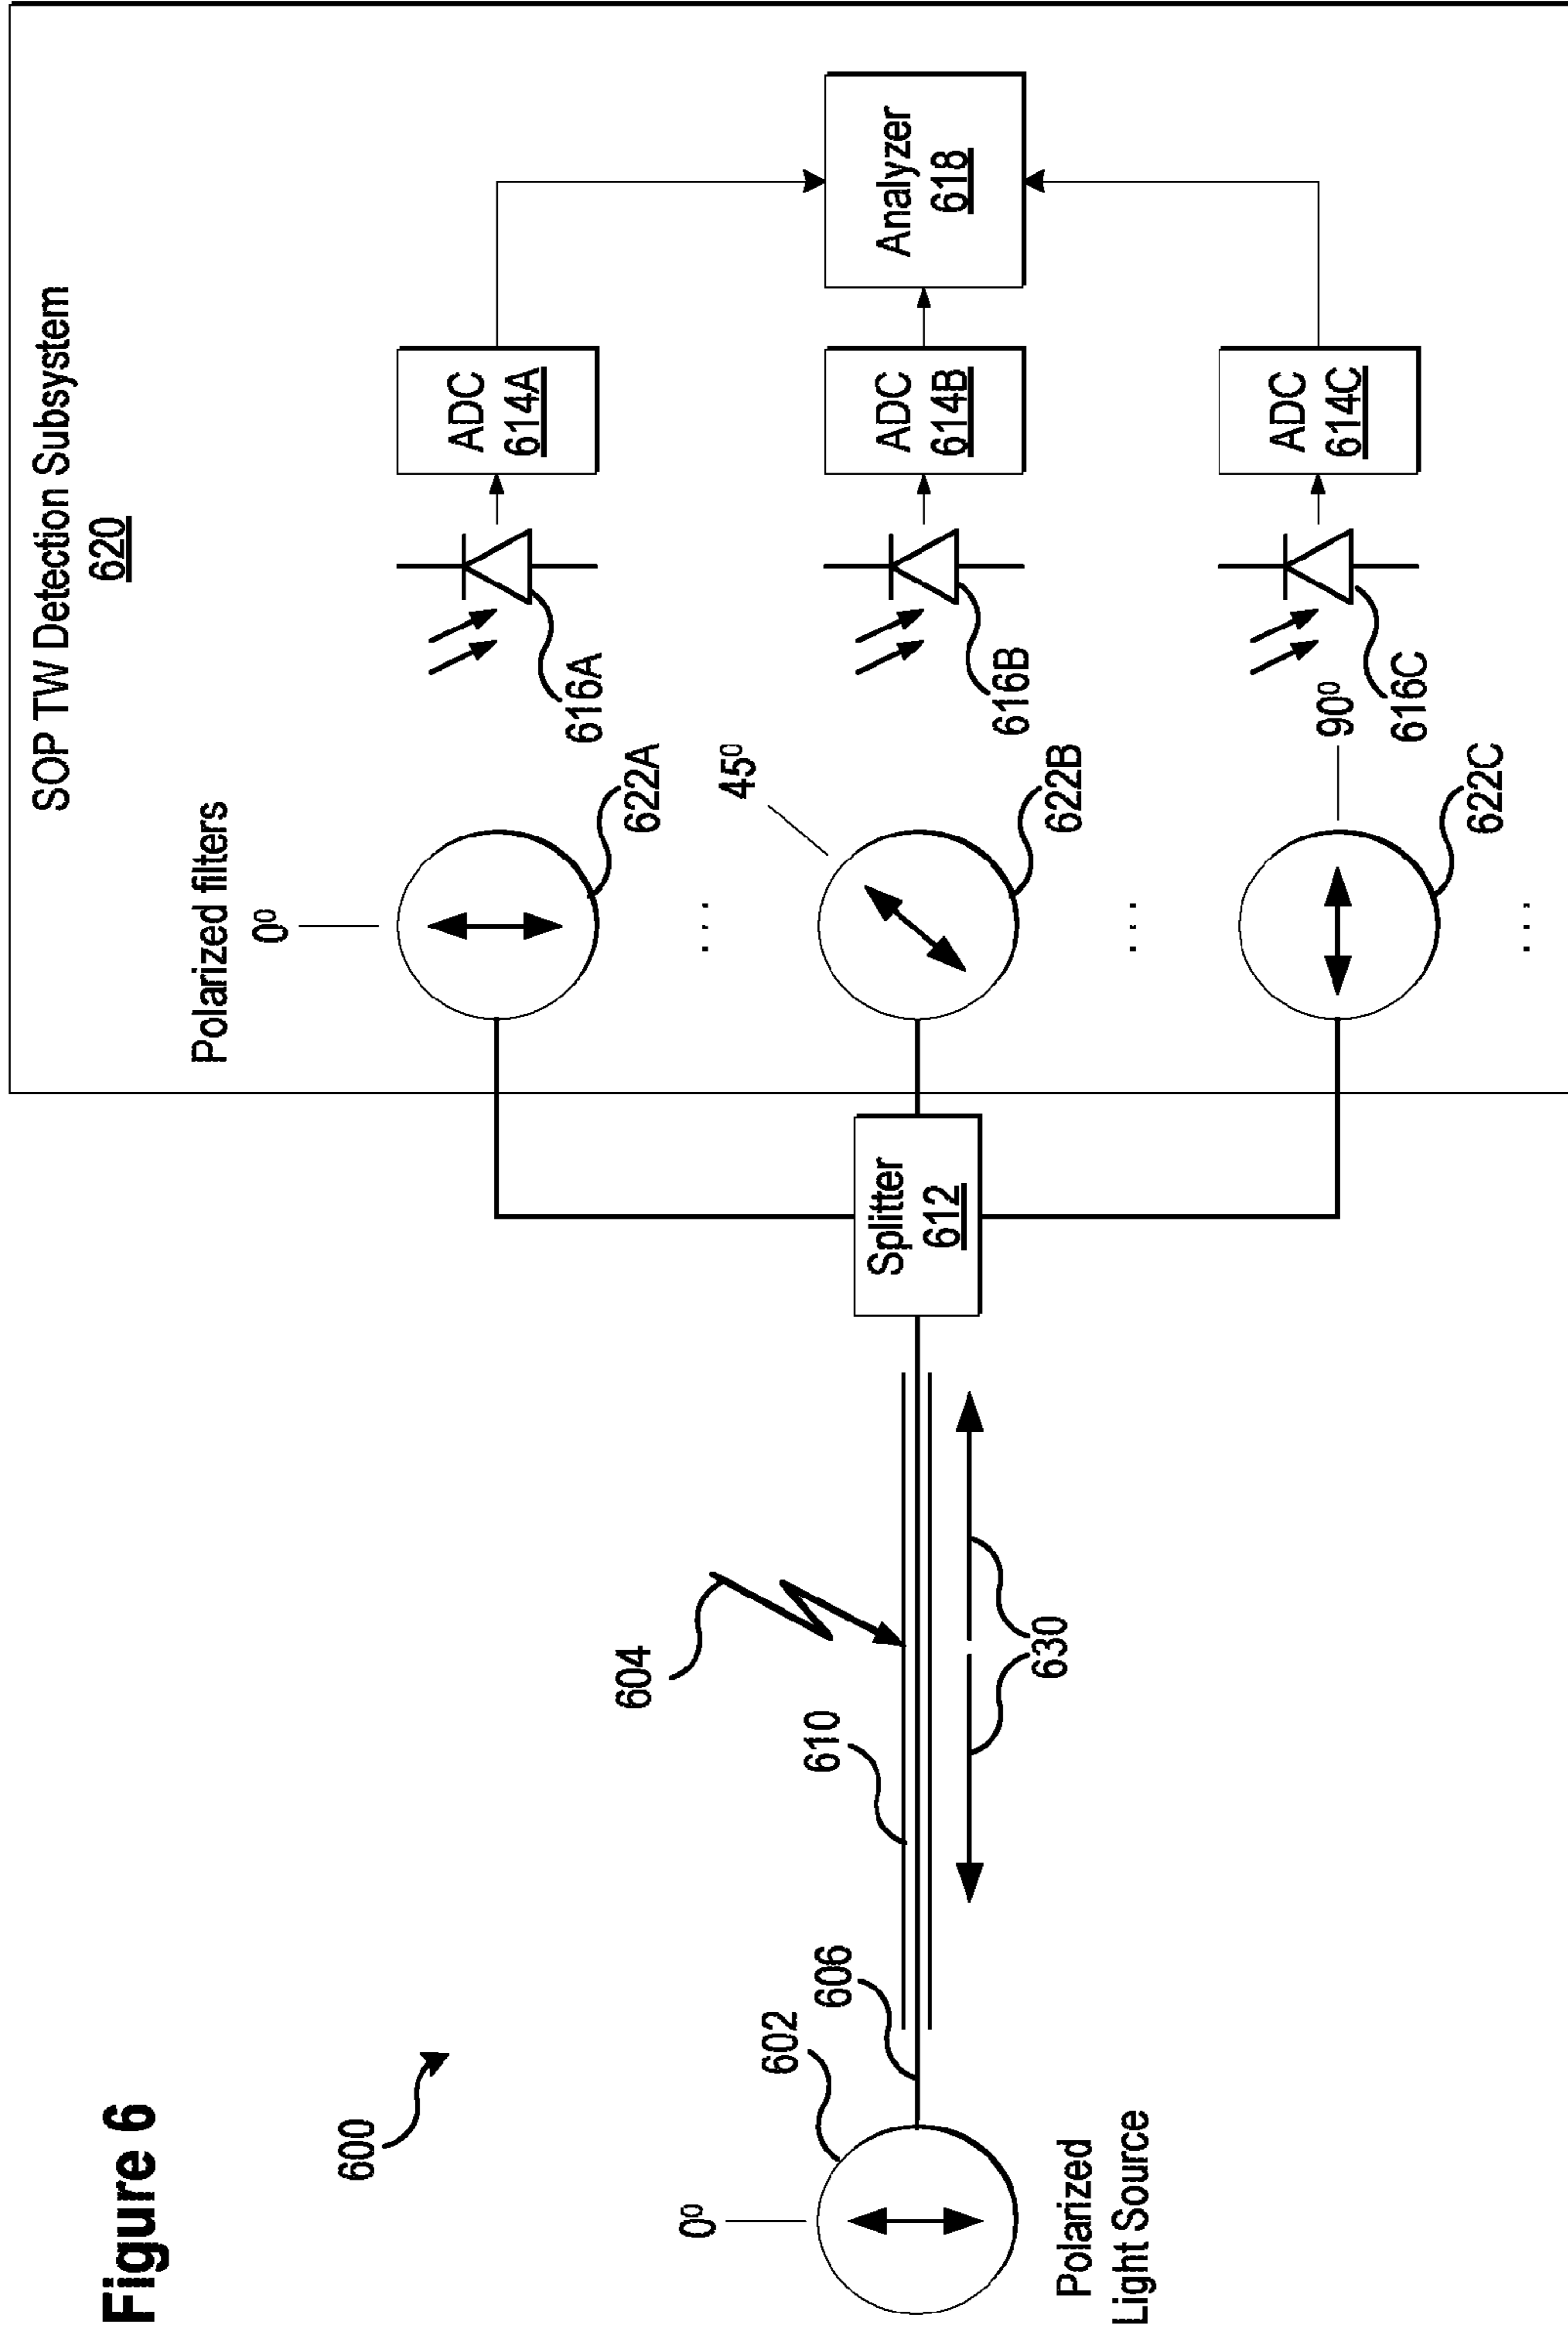 Figure 6
600
SOP TW Detection Subsystem
620
Polarized filters
0⁰
622A
616A
ADC
614A
604
610
606
602
0⁰
Polarized
Light Source
630
Splitter
612
45⁰
622B
616B
ADC
614B
Analyzer
618
90⁰
622C
616C
ADC
614C
...
...
...